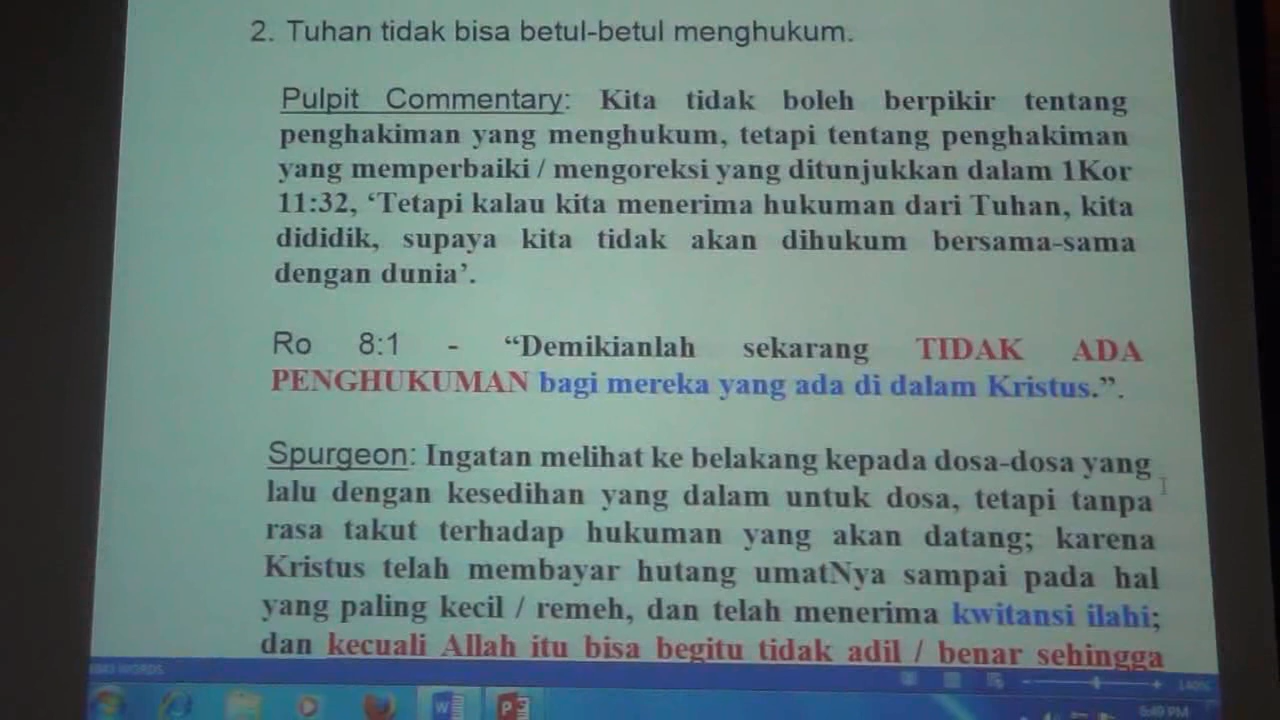 2. Tuhan tidak bisa betul-betul menghukum.
Pulpit Commentary: Kita tidak boleh berpikir tentang
penghakiman yang menghukum, tetapi tentang penghakiman
yang memperbaiki / mengoreksi yang ditunjukkan dalam 1Kor
11:32, ‘Tetapi kalau kita menerima hukuman dari Tuhan, kita
dididik, supaya kita tidak akan dihukum bersama-sama
dengan dunia’.
Ro 8:1 - “Demikianlah sekarang TIDAK ADA
PENGHUKUMAN bagi mereka yang ada di dalam Kristus.”.
Spurgeon: Ingatan melihat ke belakang kepada dosa-dosa yang
lalu dengan kesedihan yang dalam untuk dosa, tetapi tanpa
rasa takut terhadap hukuman yang akan datang; karena
Kristus telah membayar hutang umatNya sampai pada hal
yang paling kecil / remeh, dan telah menerima kwitansi ilahi;
dan kecuali Allah itu bisa begitu tidak adil / benar sehingga
WORDS
140%
5:49 PM